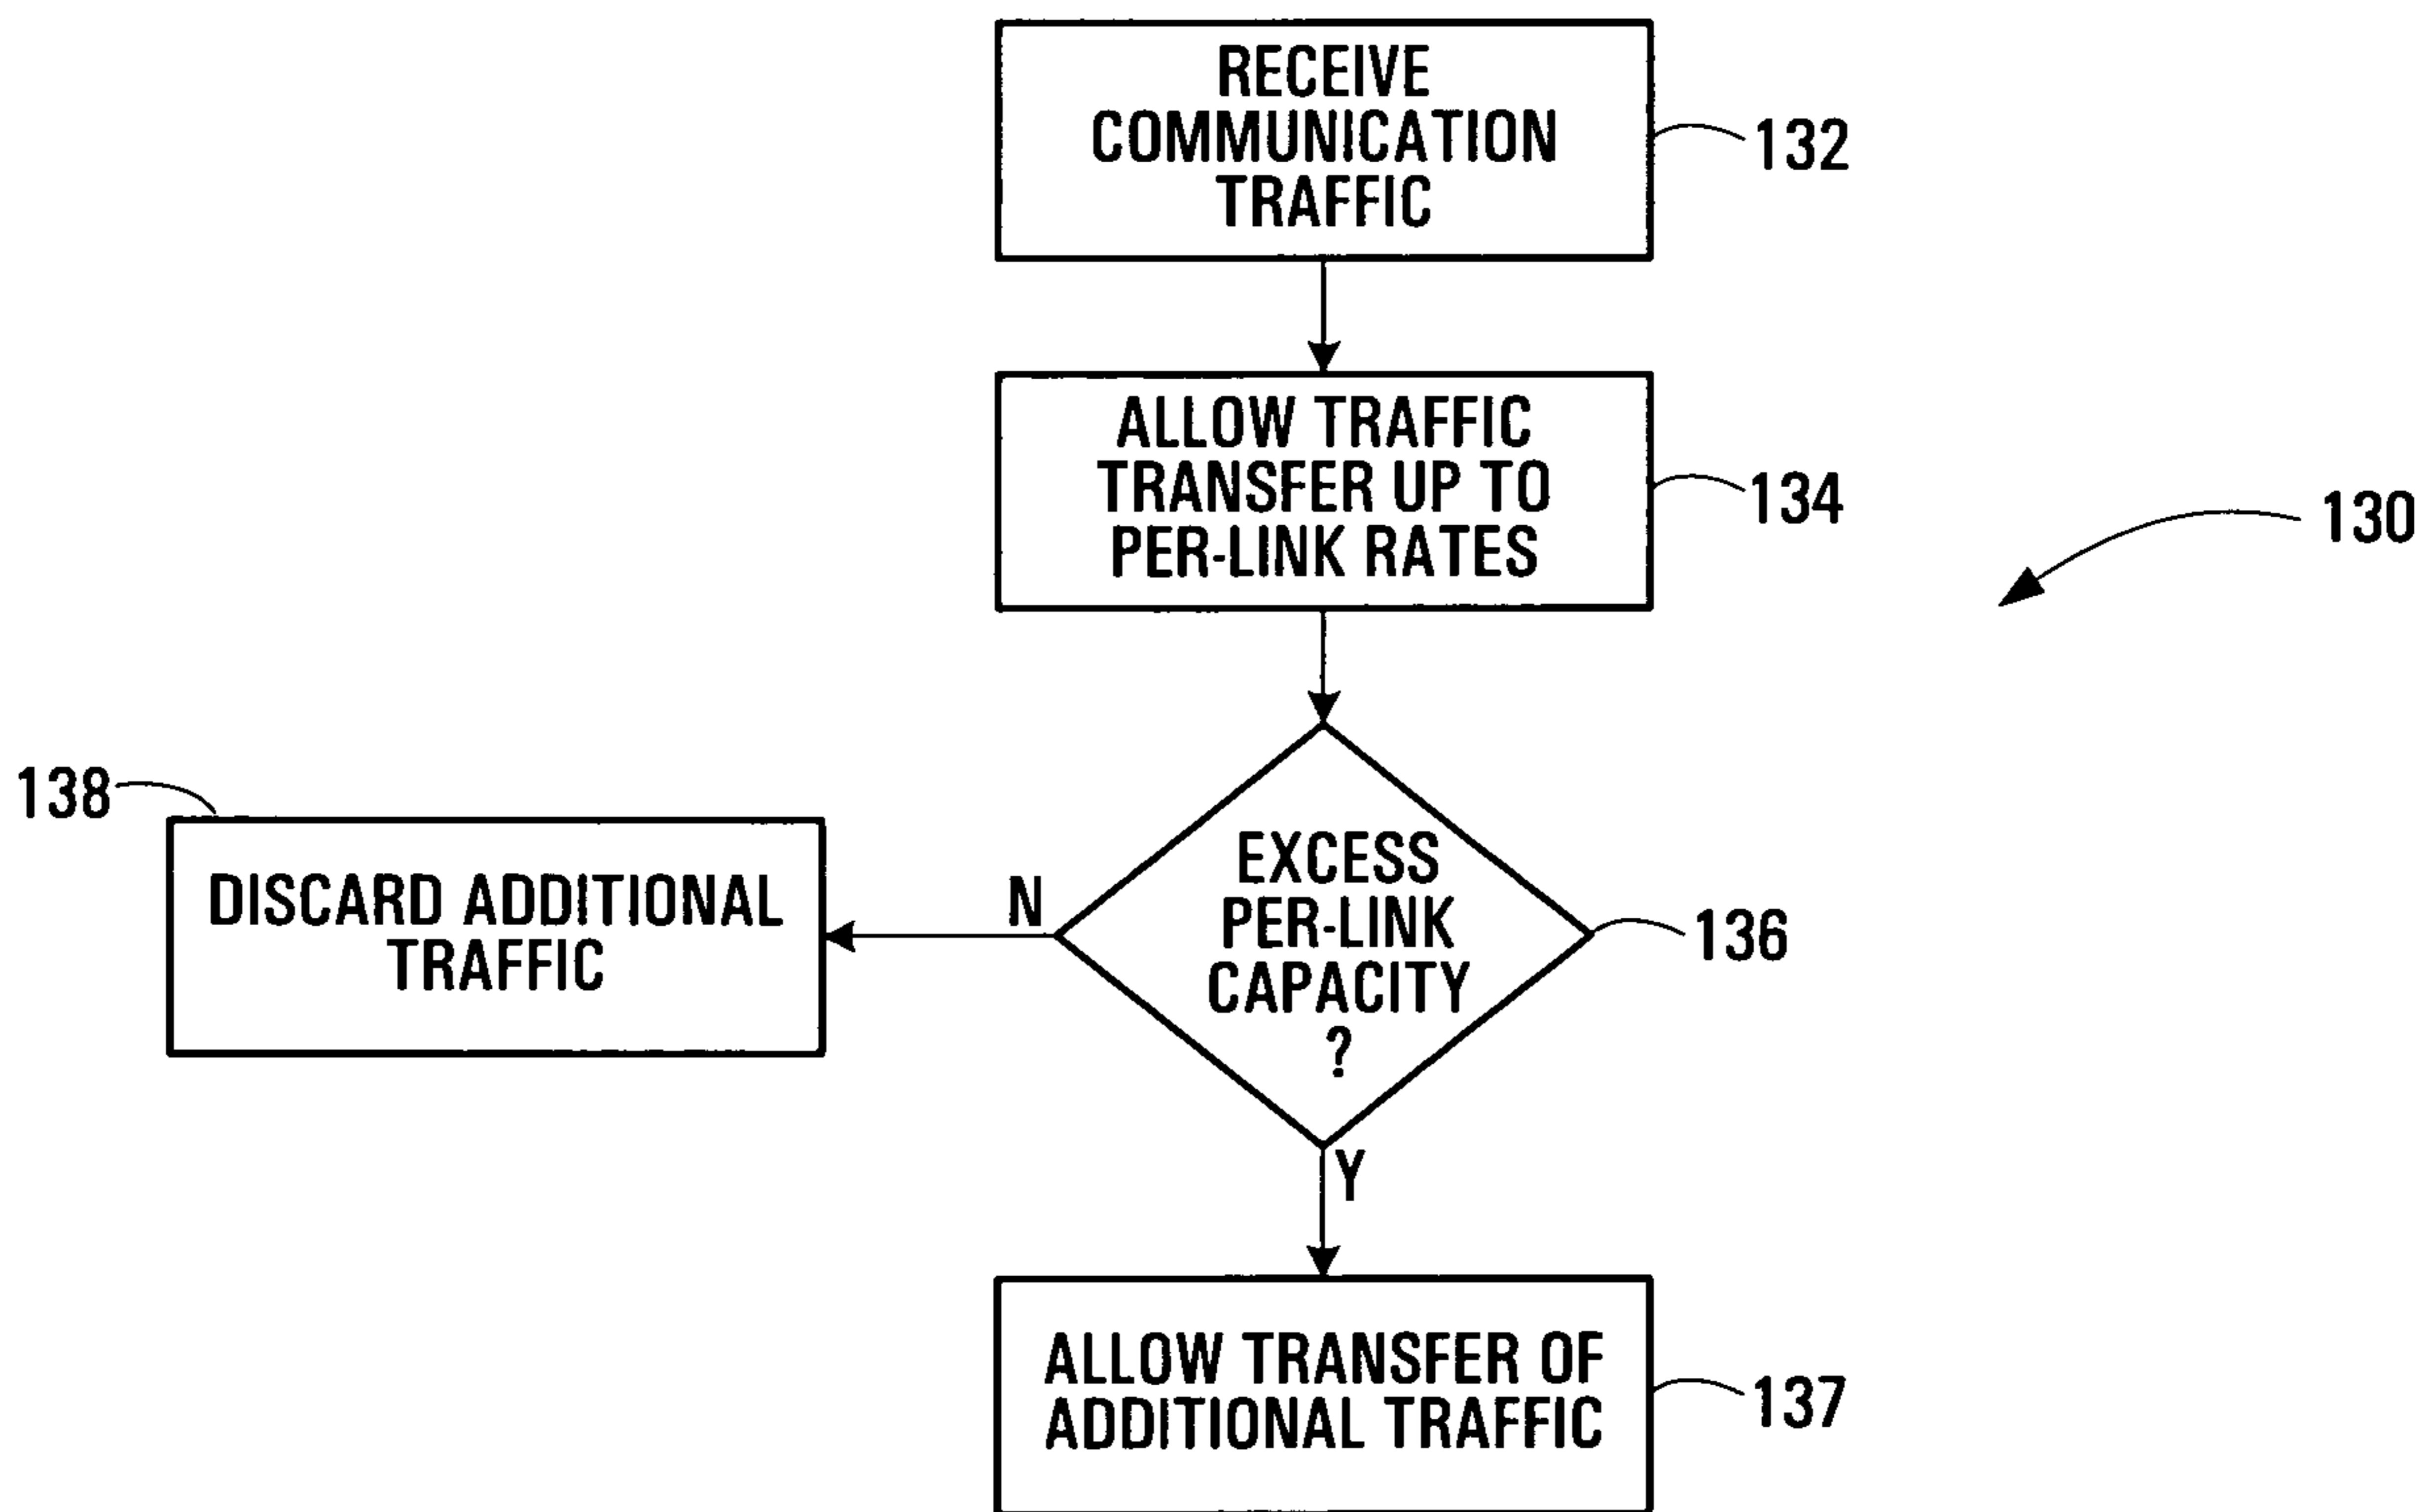 RECEIVE
COMMUNICATION
TRAFFIC
132
ALLOW TRAFFIC
TRANSFER UP TO
PER-LINK RATES
134
130
138
DISCARD ADDITIONAL
TRAFFIC
N
EXCESS
PER-LINK
CAPACITY
?
136
Y
ALLOW TRANSFER OF
ADDITIONAL TRAFFIC
137